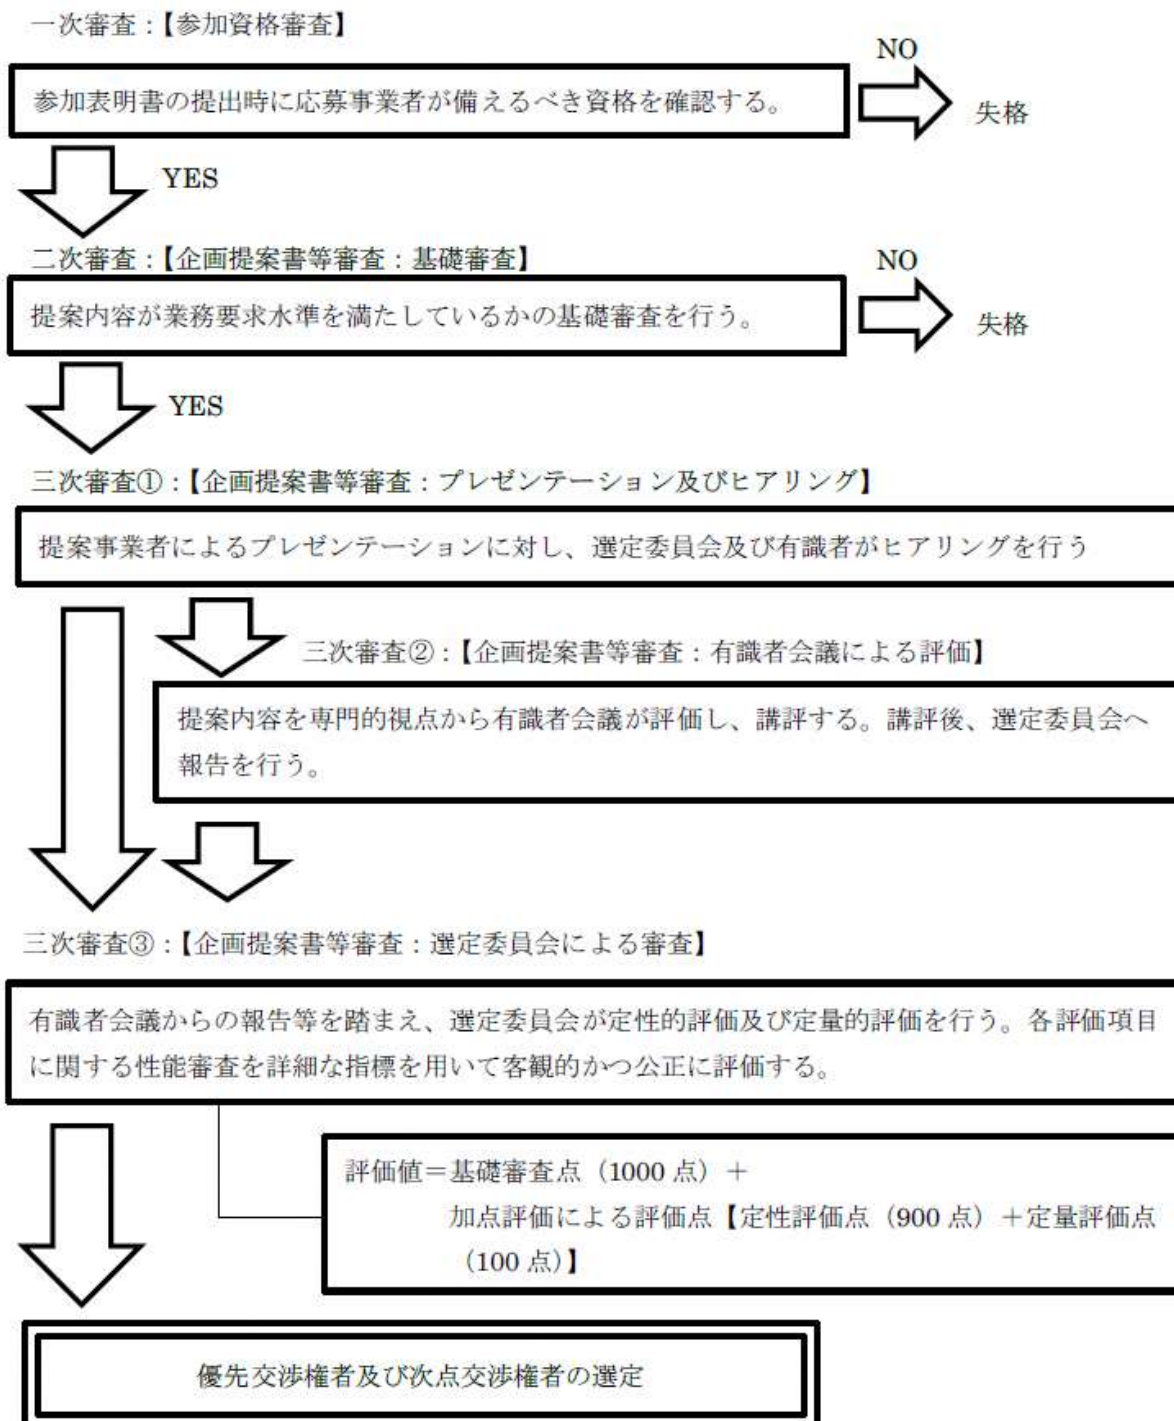 一次審査：【参加資格審査】
NO
参加表明書の提出時に応募事業者が備えるべき資格を確認する。
失格
YES
二次審査：【企画提案書等審査：基礎審査】
NO
提案内容が業務要求水準を満たしているかの基礎審査を行う。
失格
YES
三次審査①：【企画提案書等審査：プレゼンテーション及びヒアリング】
提案事業者によるプレゼンテーションに対し、選定委員会及び有識者がヒアリングを行う
三次審査②：【企画提案書等審査：有識者会議による評価】
提案内容を専門的視点から有識者会議が評価し、講評する。講評後、選定委員会へ
報告を行う。
三次審査③：【企画提案書等審査：選定委員会による審査】
有識者会議からの報告等を踏まえ、選定委員会が定性的評価及び定量的評価を行う。各評価項目
に関する性能審査を詳細な指標を用いて客観的かつ公正に評価する。
評価値＝基礎審査点（1000 点）＋
加点評価による評価点【定性評価点（900 点）＋定量評価点
（100 点）】
優先交渉権者及び次点交渉権者の選定